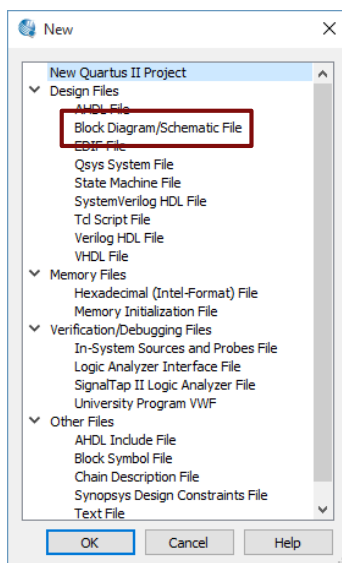 New
New Quartus II Project
Design Files
AHDL File
Block Diagram/Schematic File
EDIF File
Qsys System File
State Machine File
SystemVerilog HDL File
Tcl Script File
Verilog HDL File
VHDL File
Memory Files
Hexadecimal (Intel-Format) File
Memory Initialization File
Verification/Debugging Files
In-System Sources and Probes File
Logic Analyzer Interface File
SignalTap II Logic Analyzer File
University Program VWF
Other Files
AHDL Include File
Block Symbol File
Chain Description File
Synopsys Design Constraints File
Text File
OK Cancel Help